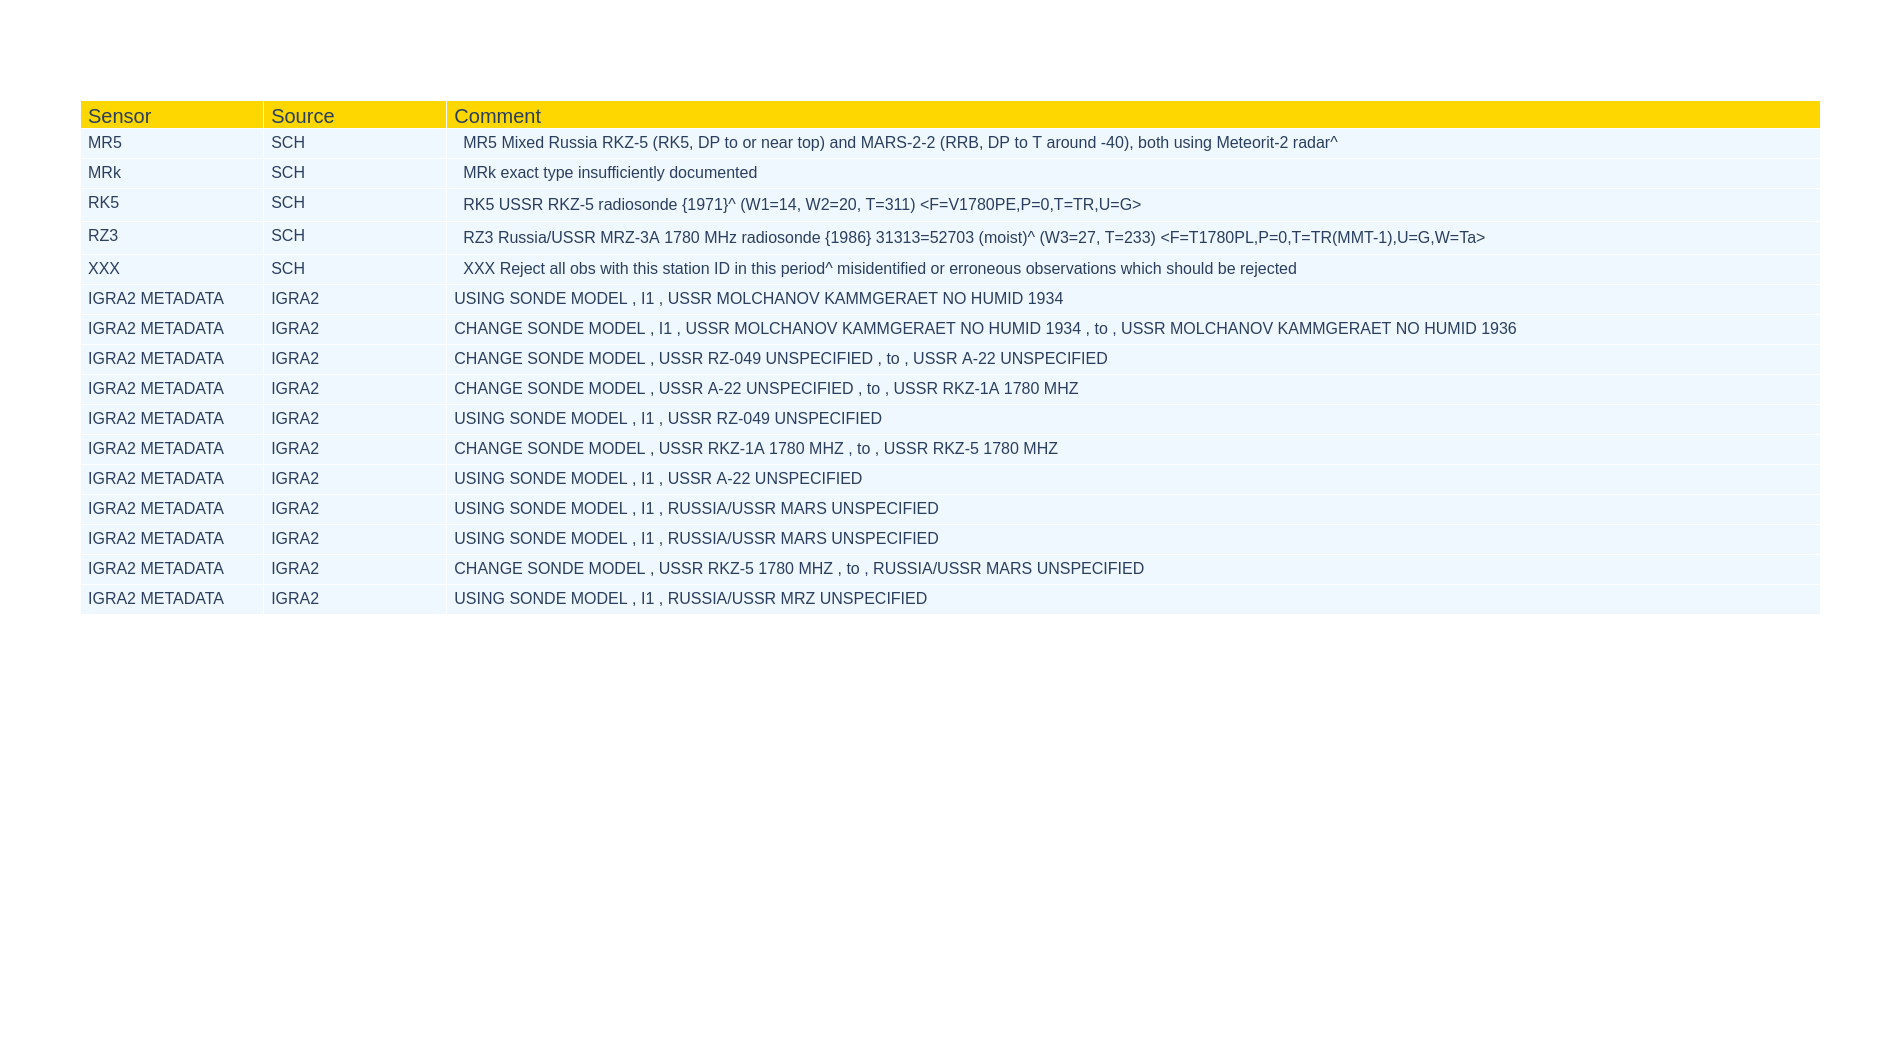 Sensor Source Comment
MR5 SCH MR5 Mixed Russia RKZ-5 (RK5, DP to or near top) and MARS-2-2 (RRB, DP to T around -40), both using Meteorit-2 radar^
MRk SCH MRk exact type insufficiently documented
RK5 SCH RK5 USSR RKZ-5 radiosonde {1971}^ (W1=14, W2=20, T=311) <F=V1780PE,P=0,T=TR,U=G>
RZ3 SCH RZ3 Russia/USSR MRZ-3A 1780 MHz radiosonde {1986} 31313=52703 (moist)^ (W3=27, T=233) <F=T1780PL,P=0,T=TR(MMT-1),U=G,W=Ta>
XXX SCH XXX Reject all obs with this station ID in this period^ misidentified or erroneous observations which should be rejected
IGRA2 METADATA IGRA2 USING SONDE MODEL , I1 , USSR MOLCHANOV KAMMGERAET NO HUMID 1934
IGRA2 METADATA IGRA2 CHANGE SONDE MODEL , I1 , USSR MOLCHANOV KAMMGERAET NO HUMID 1934 , to , USSR MOLCHANOV KAMMGERAET NO HUMID 1936
IGRA2 METADATA IGRA2 CHANGE SONDE MODEL , USSR RZ-049 UNSPECIFIED , to , USSR A-22 UNSPECIFIED
IGRA2 METADATA IGRA2 CHANGE SONDE MODEL , USSR A-22 UNSPECIFIED , to , USSR RKZ-1A 1780 MHZ
IGRA2 METADATA IGRA2 USING SONDE MODEL , I1 , USSR RZ-049 UNSPECIFIED
IGRA2 METADATA IGRA2 CHANGE SONDE MODEL , USSR RKZ-1A 1780 MHZ , to , USSR RKZ-5 1780 MHZ
IGRA2 METADATA IGRA2 USING SONDE MODEL , I1 , USSR A-22 UNSPECIFIED
IGRA2 METADATA IGRA2 USING SONDE MODEL , I1 , RUSSIA/USSR MARS UNSPECIFIED
IGRA2 METADATA IGRA2 USING SONDE MODEL , I1 , RUSSIA/USSR MARS UNSPECIFIED
IGRA2 METADATA IGRA2 CHANGE SONDE MODEL , USSR RKZ-5 1780 MHZ , to , RUSSIA/USSR MARS UNSPECIFIED
IGRA2 METADATA IGRA2 USING SONDE MODEL , I1 , RUSSIA/USSR MRZ UNSPECIFIED